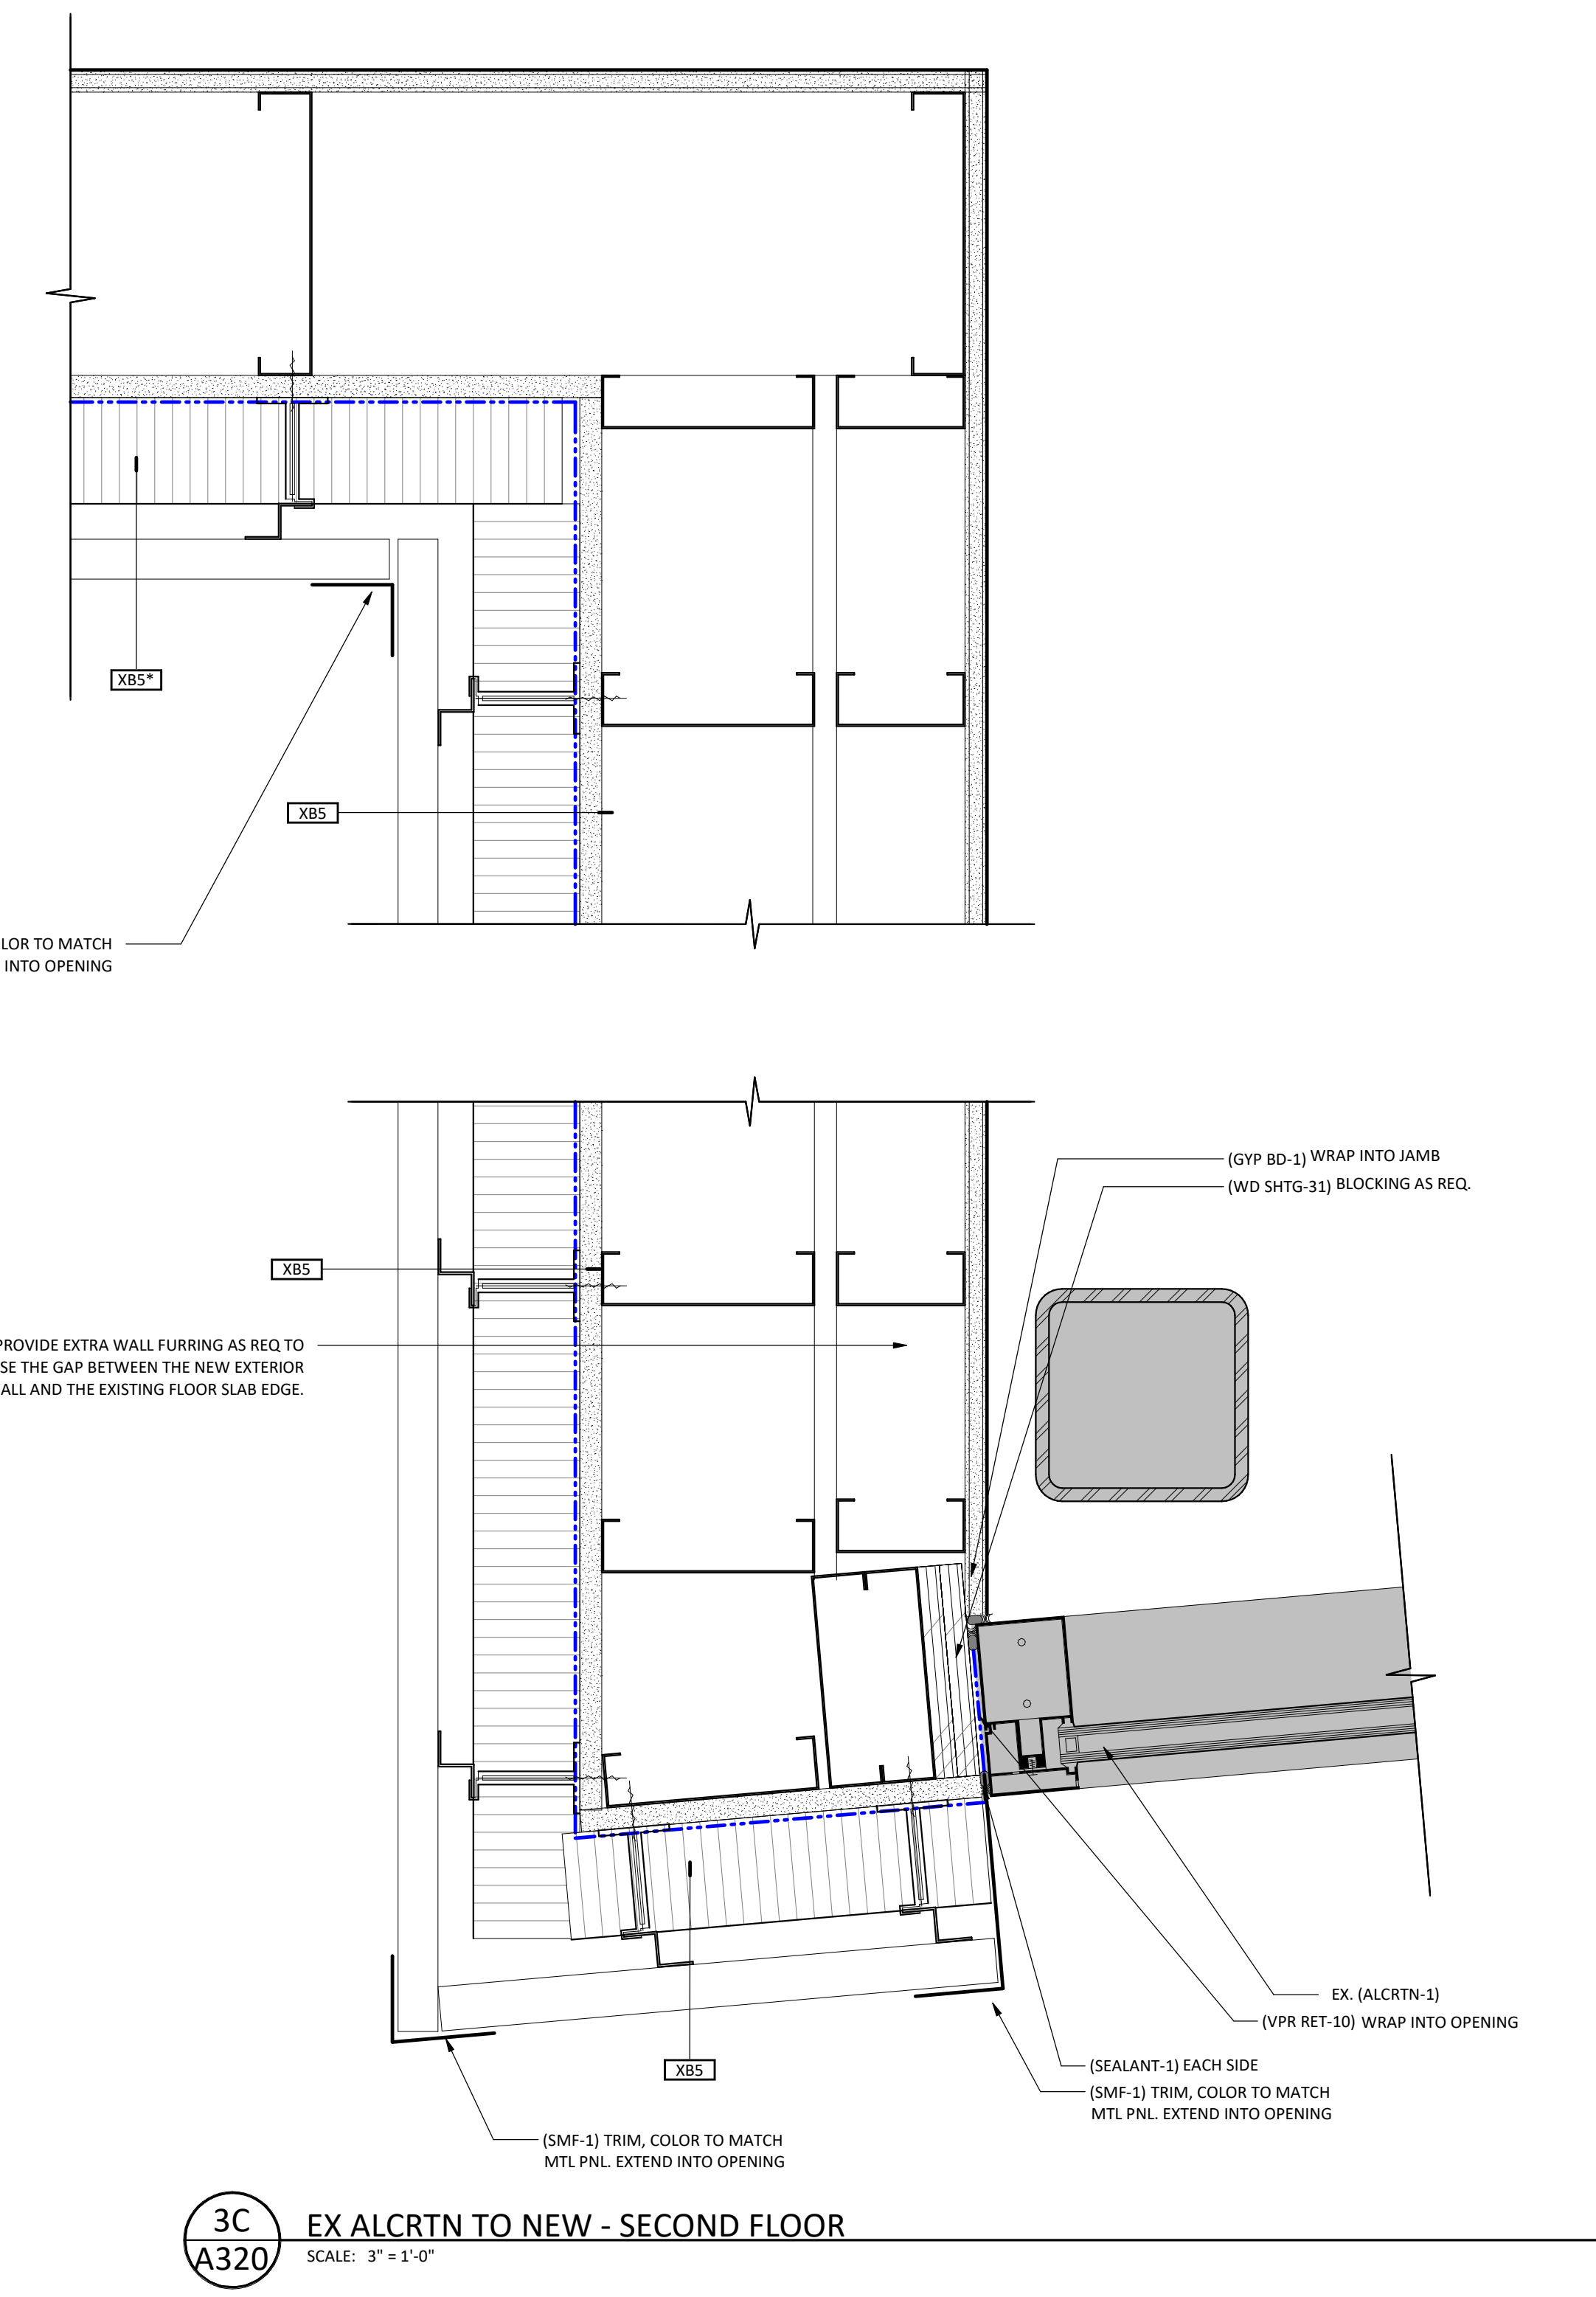 XB5*
XB5
LOR TO MATCH
INTO OPENING
(GYP BD-1) WRAP INTO JAMB
(WD SHTG-31) BLOCKING AS REQ.
XB5
PROVIDE EXTRA WALL FURRING AS REQ TO
SE THE GAP BETWEEN THE NEW EXTERIOR
ALL AND THE EXISTING FLOOR SLAB EDGE.
EX. (ALCRTN-1)
(VPR RET-10) WRAP INTO OPENING
XB5
(SEALANT-1) EACH SIDE
(SMF-1) TRIM, COLOR TO MATCH
MTL PNL. EXTEND INTO OPENING
(SMF-1) TRIM, COLOR TO MATCH
MTL PNL. EXTEND INTO OPENING
3C
A320
EX ALCRTN TO NEW - SECOND FLOOR
SCALE: 3" = 1'-0"